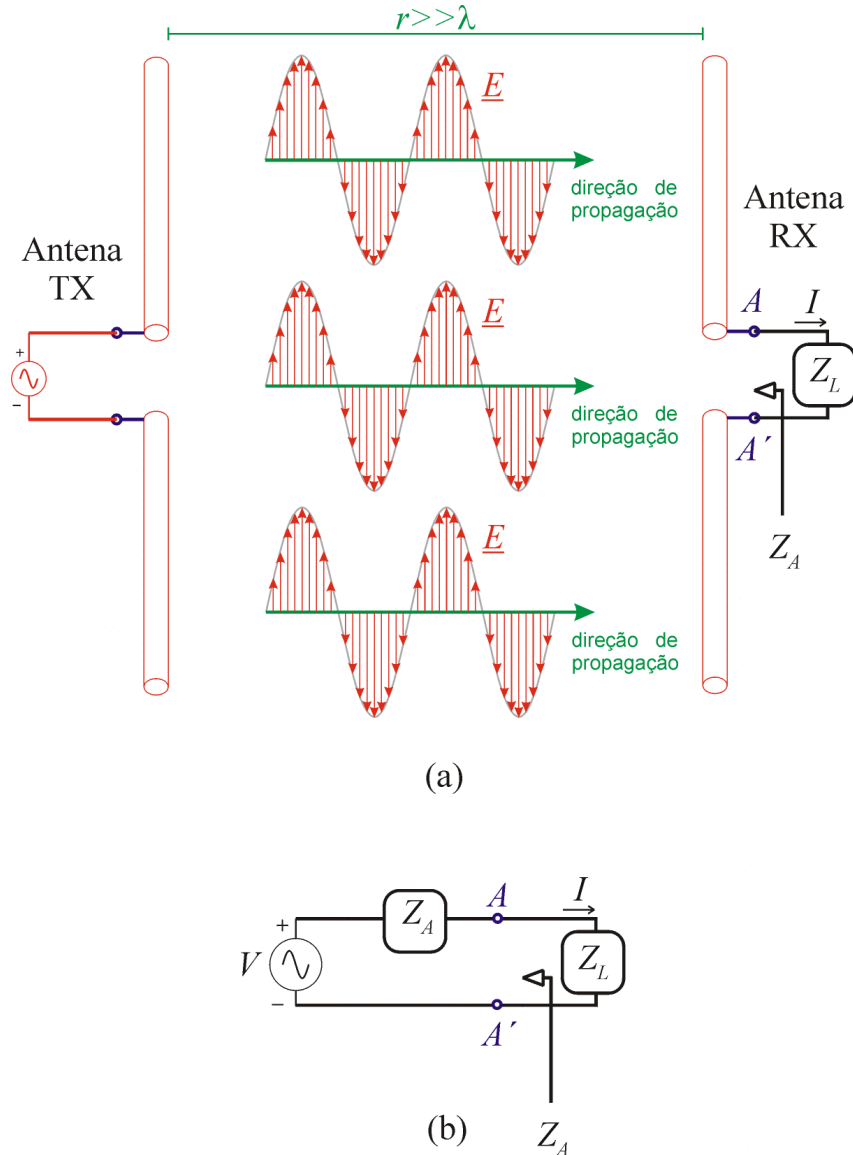 r>>λ
E
direção de
propagação
Antena
TX
+
−
E
direção de
propagação
E
direção de
propagação
Antena
RX
A
I
Z_L
A´
Z_A
(a)
V
+
−
Z_A
A
I
Z_L
A´
Z_A
(b)